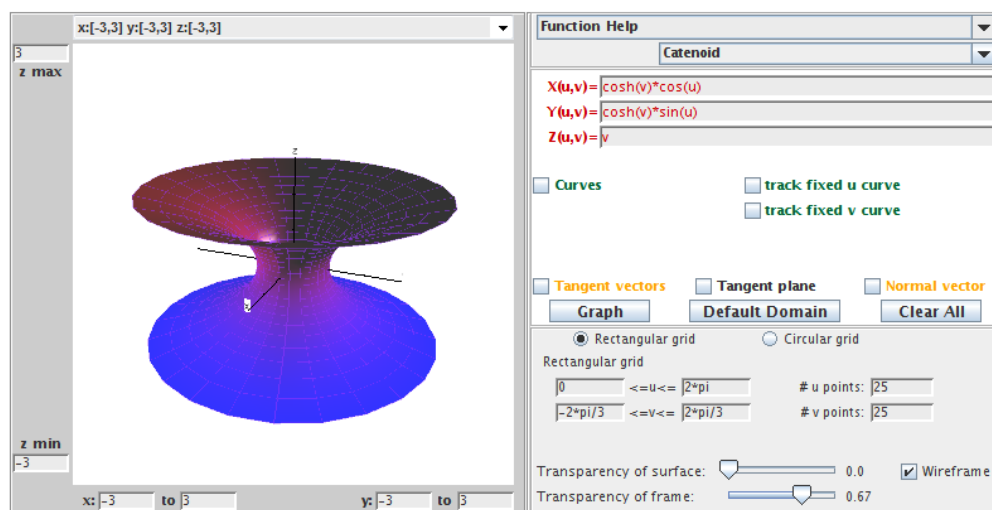 x:[-3,3] y:[-3,3] z:[-3,3]
3
z max
z
z min
-3
x: -3 to 3 y: -3 to 3
Function Help
Catenoid
X(u,v)= cosh(v)*cos(u)
Y(u,v)= cosh(v)*sin(u)
Z(u,v)= v
Curves track fixed u curve
track fixed v curve
Tangent vectors Tangent plane Normal vector
Graph Default Domain Clear All
Rectangular grid Circular grid
Rectangular grid
0 <=u<= 2*pi # u points: 25
-2*pi/3 <=v<= 2*pi/3 # v points: 25
Transparency of surface: 0.0 Wireframe
Transparency of frame: 0.67